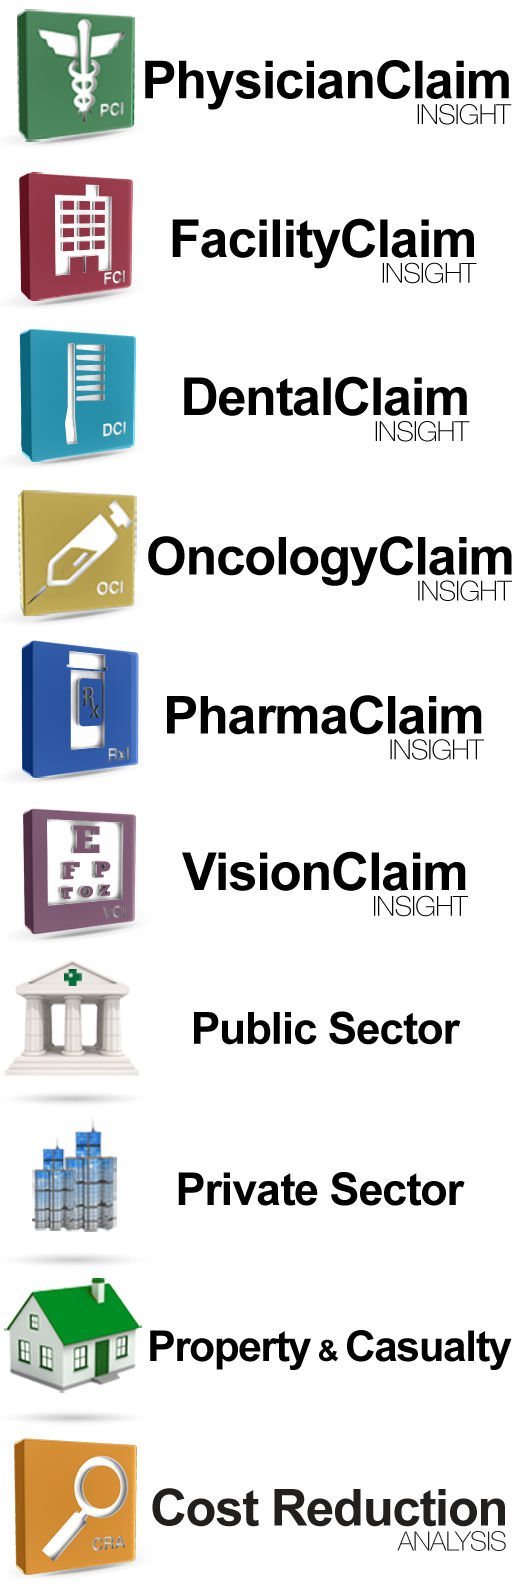 PCI
PhysicianClaim
INSIGHT
FCI
FacilityClaim
INSIGHT
DCI
DentalClaim
INSIGHT
OCI
OncologyClaim
INSIGHT
Rx
RxI
PharmaClaim
INSIGHT
E
F P
T O Z
VCI
VisionClaim
INSIGHT
Public Sector
Private Sector
Property & Casualty
CRA
Cost Reduction
ANALYSIS